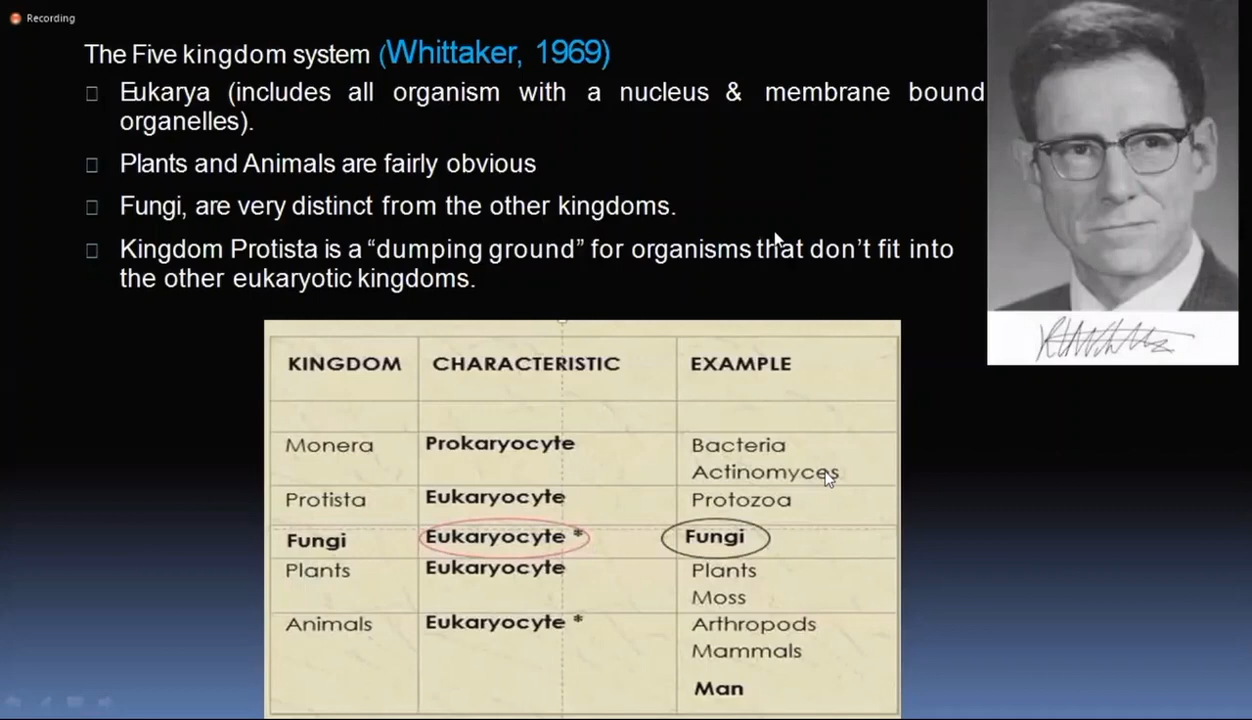 Recording
The Five kingdom system (Whittaker, 1969)
Eukarya (includes all organism with a nucleus & membrane bound
organelles).
Plants and Animals are fairly obvious
Fungi, are very distinct from the other kingdoms.
Kingdom Protista is a “dumping ground” for organisms that don’t fit into
the other eukaryotic kingdoms.
KINGDOM CHARACTERISTIC EXAMPLE
Monera Prokaryocyte Bacteria
Actinomyces
Protista Eukaryocyte Protozoa
Fungi Eukaryocyte * Fungi
Plants Eukaryocyte Plants
Moss
Animals Eukaryocyte * Arthropods
Mammals
Man